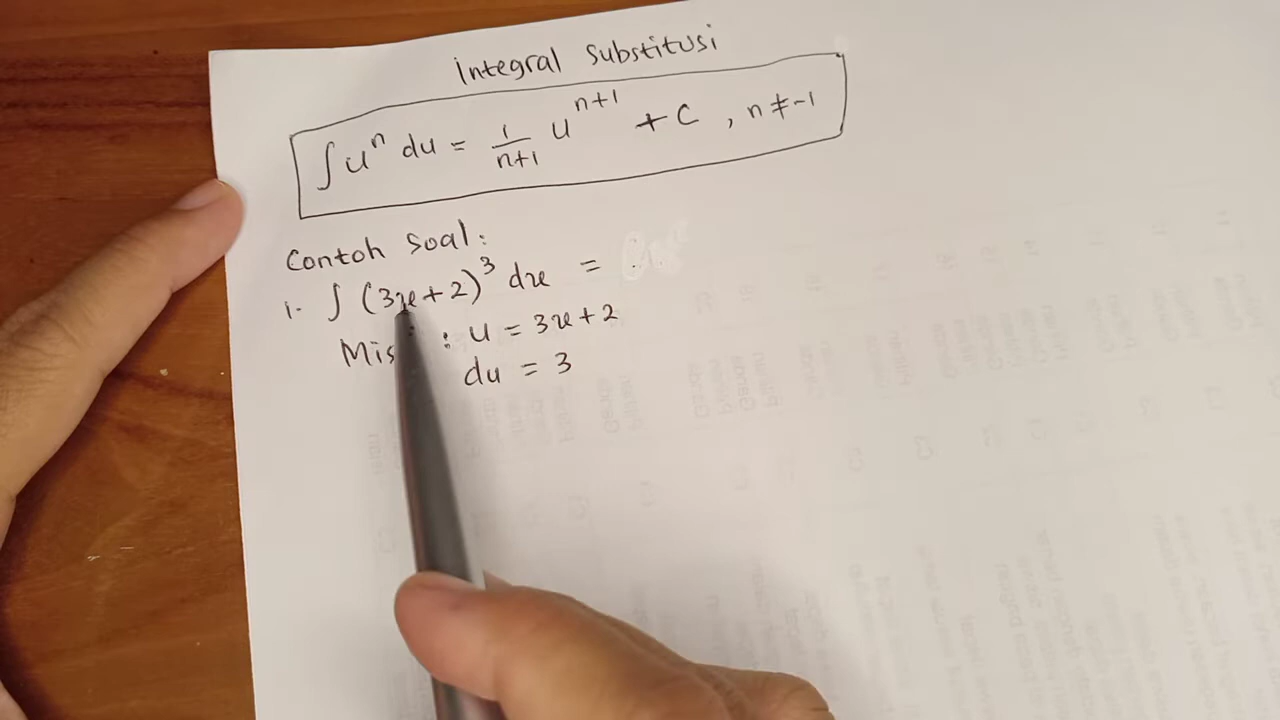 Integral Substitusi
∫ u^n du = 1/(n+1) u^(n+1) + C , n ≠ -1
Contoh Soal :
1. ∫ (3x+2)^3 dx =
Mis : u = 3x+2
du = 3